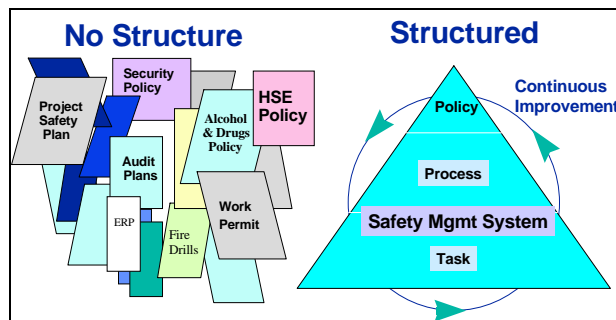 No Structure
Project
Safety
Plan
Security
Policy
HSE
Policy
Alcohol
& Drugs
Policy
Audit
Plans
Work
Permit
ERP
Fire
Drills
Structured
Continuous
Improvement
Policy
Process
Safety Mgmt System
Task